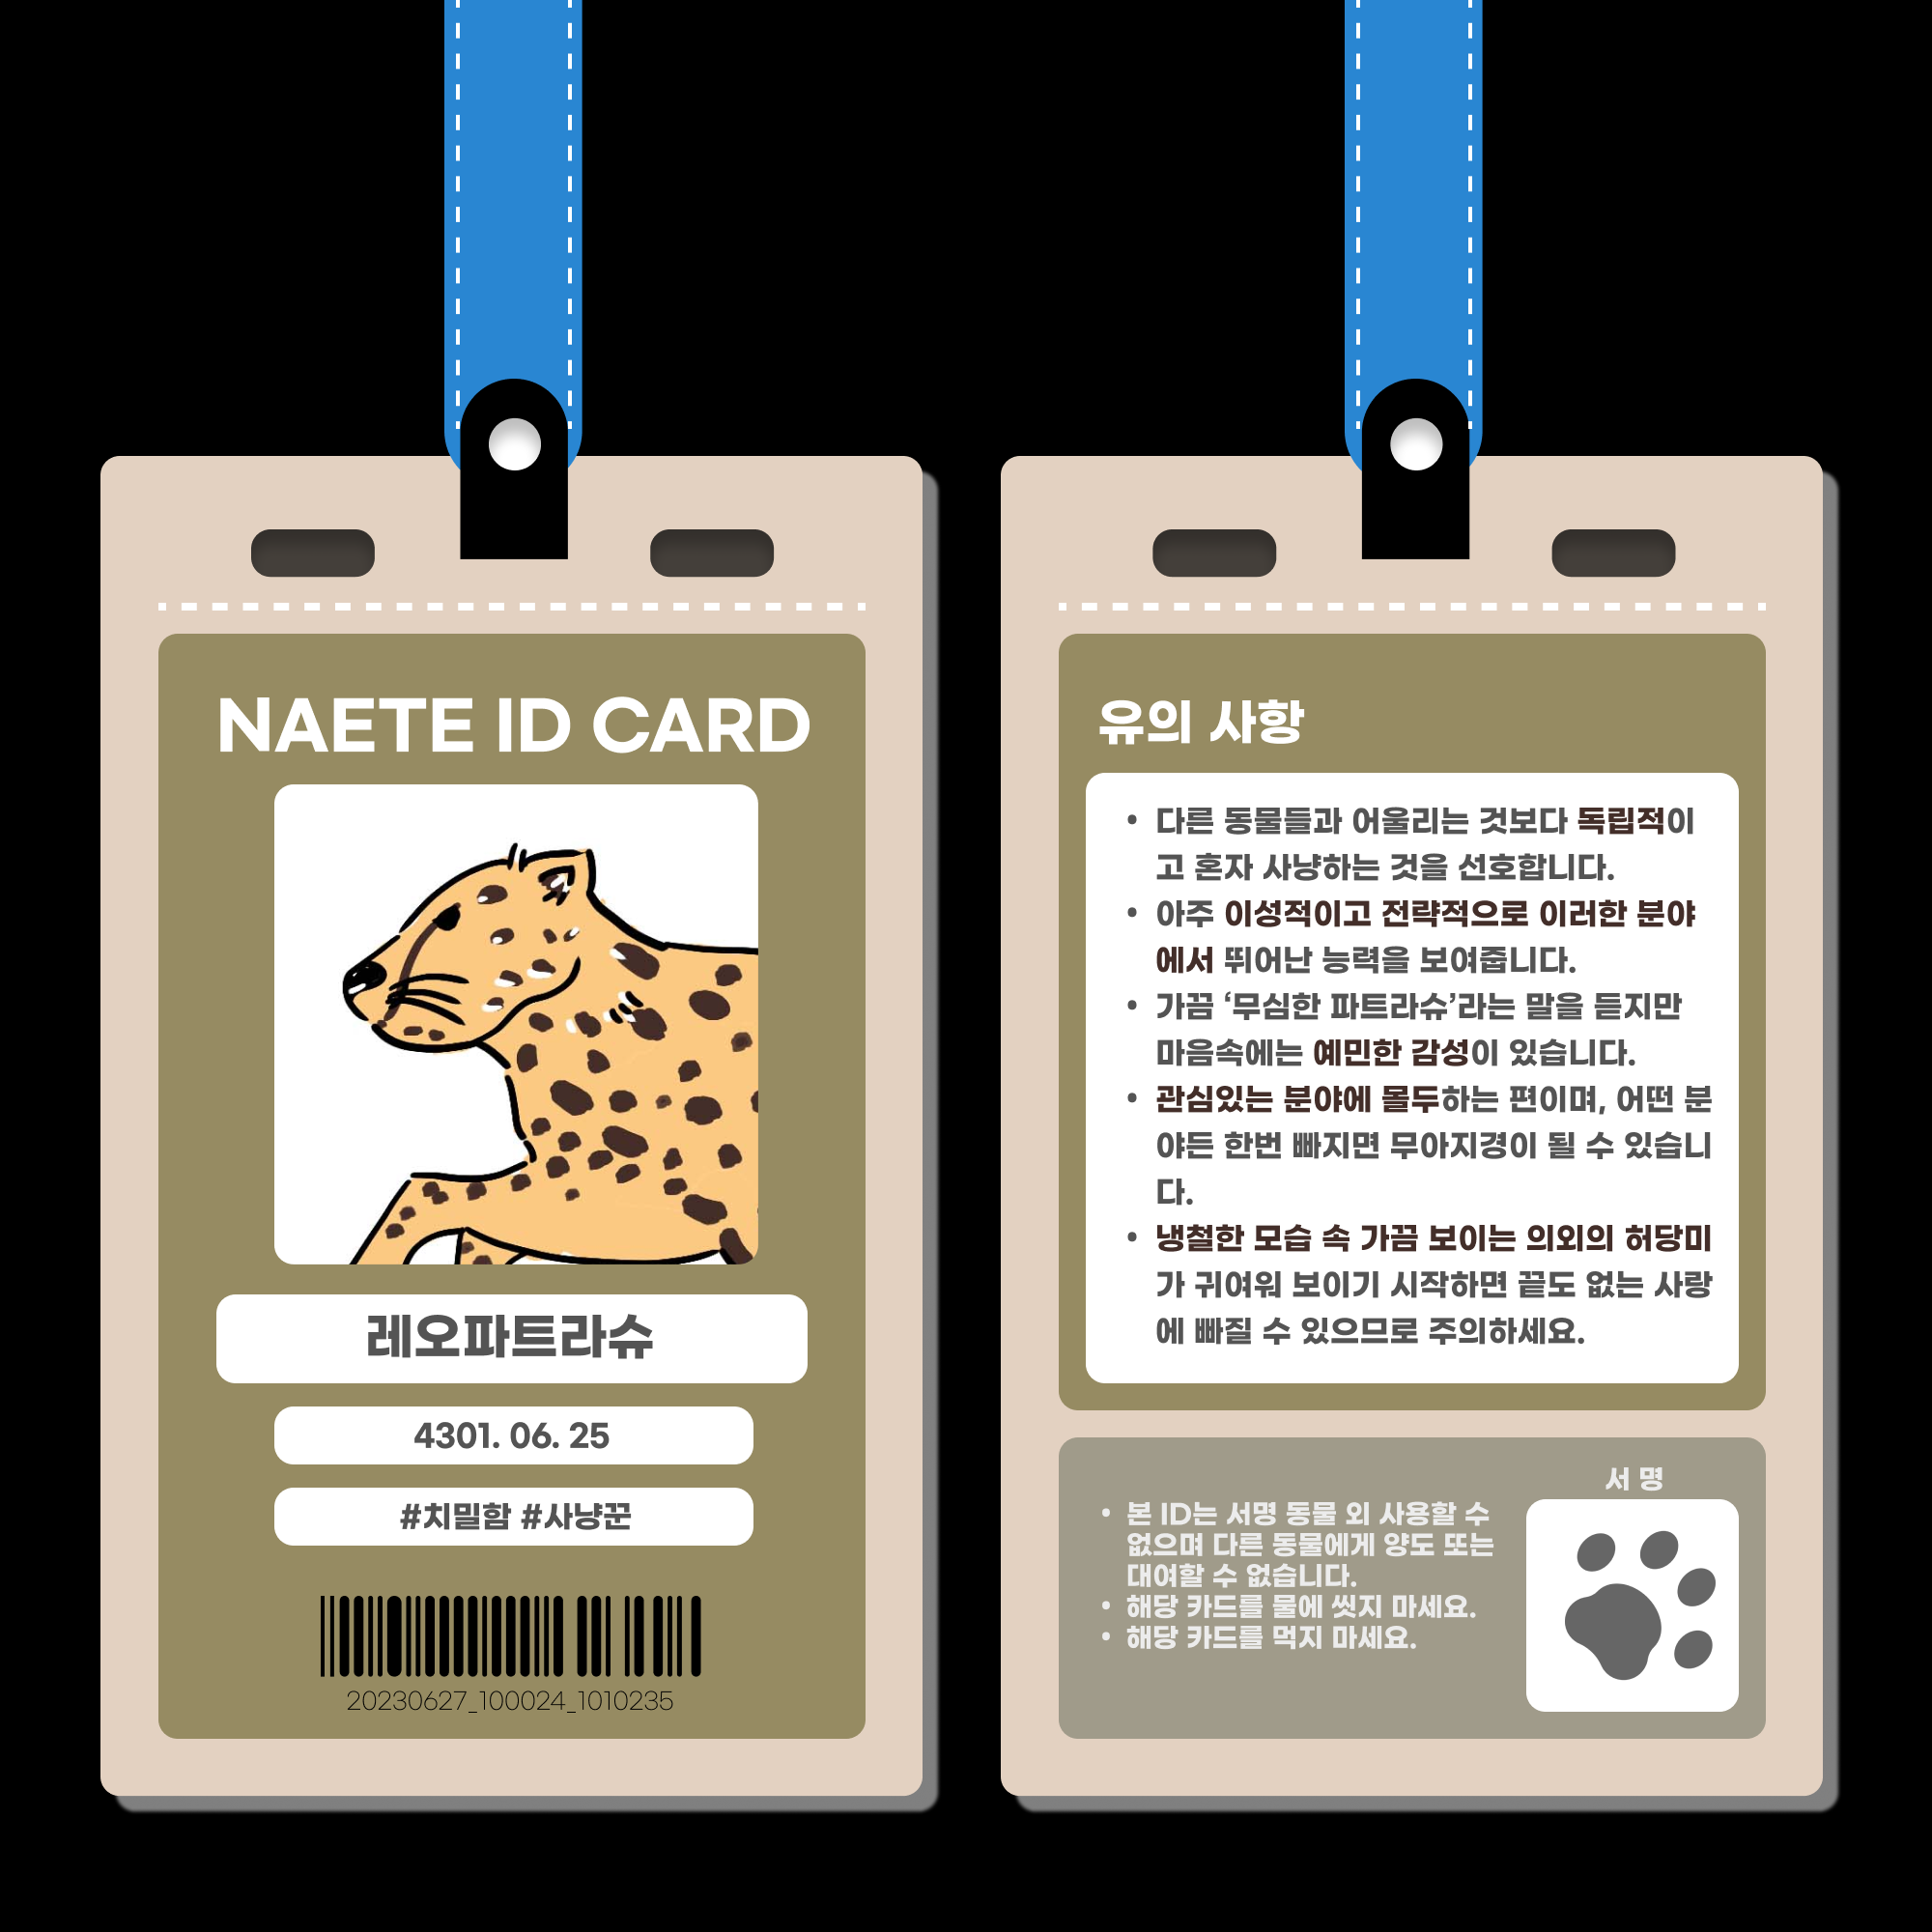 NAETE ID CARD
레오파트라슈
4301. 06. 25
#치밀함 #사냥꾼
20230627_100024_1010235
유의 사항
• 다른 동물들과 어울리는 것보다 독립적이
고 혼자 사냥하는 것을 선호합니다.
• 아주 이성적이고 전략적으로 이러한 분야
에서 뛰어난 능력을 보여줍니다.
• 가끔 ‘무심한 파트라슈’라는 말을 듣지만
마음속에는 예민한 감성이 있습니다.
• 관심있는 분야에 몰두하는 편이며, 어떤 분
야든 한번 빠지면 무아지경이 될 수 있습니
다.
• 냉철한 모습 속 가끔 보이는 의외의 허당미
가 귀여워 보이기 시작하면 끝도 없는 사랑
에 빠질 수 있으므로 주의하세요.
• 본 ID는 서명 동물 외 사용할 수
없으며 다른 동물에게 양도 또는
대여할 수 없습니다.
• 해당 카드를 물에 씻지 마세요.
• 해당 카드를 먹지 마세요.
서 명